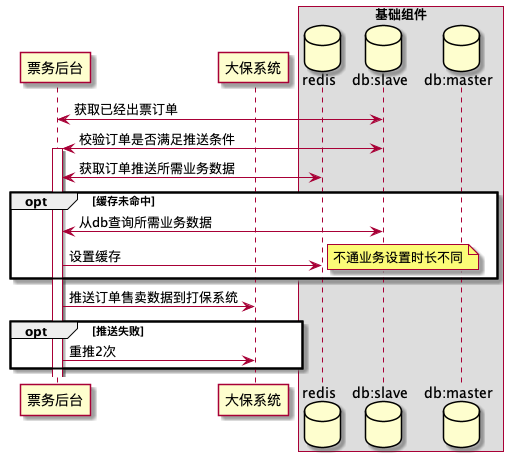 基础组件
票务后台
大保系统
redis
db:slave
db:master
获取已经出票订单
校验订单是否满足推送条件
获取订单推送所需业务数据
opt [缓存未命中]
从db查询所需业务数据
设置缓存
不通业务设置时长不同
推送订单售卖数据到打保系统
opt [推送失败]
重推2次
票务后台
大保系统
redis
db:slave
db:master